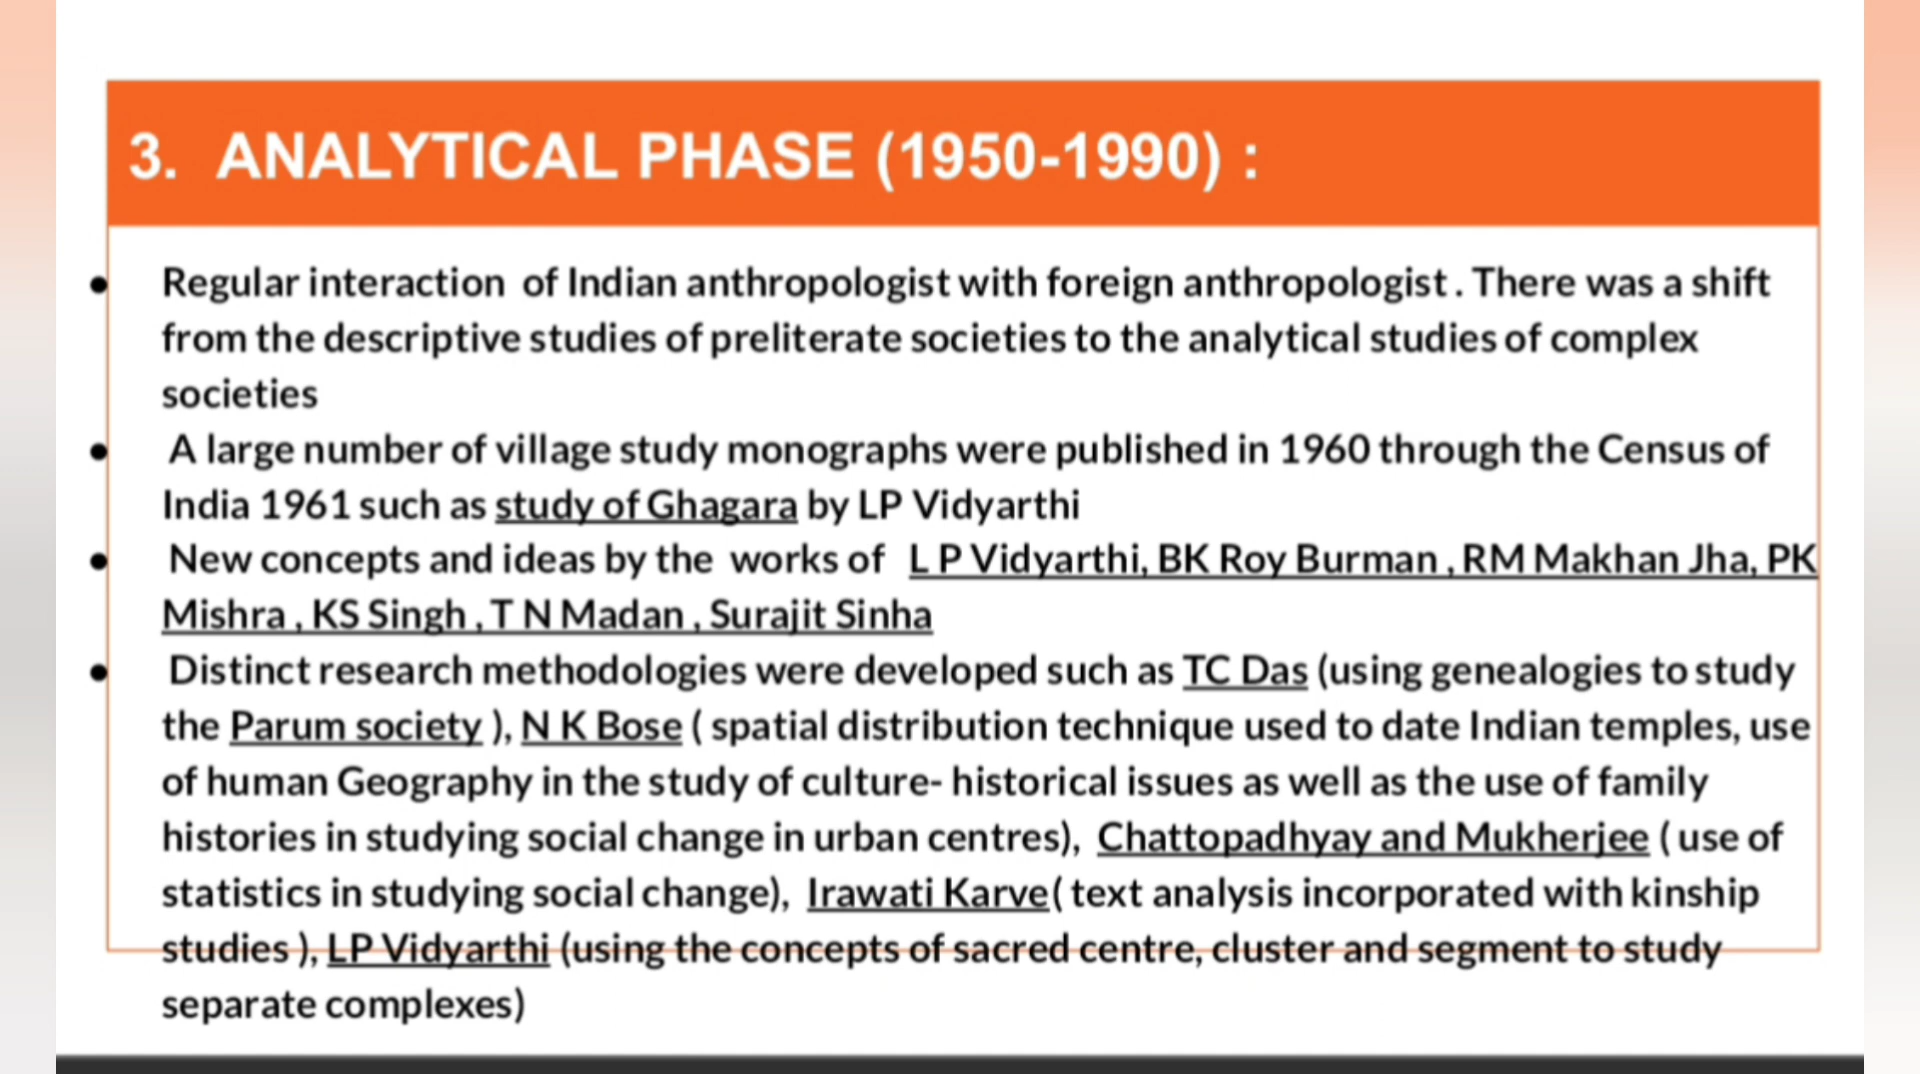 3. ANALYTICAL PHASE (1950-1990) :
• Regular interaction of Indian anthropologist with foreign anthropologist . There was a shift
from the descriptive studies of preliterate societies to the analytical studies of complex
societies
• A large number of village study monographs were published in 1960 through the Census of
India 1961 such as study of Ghagara by LP Vidyarthi
• New concepts and ideas by the works of L P Vidyarthi, BK Roy Burman , RM Makhan Jha, PK
Mishra , KS Singh , T N Madan , Surajit Sinha
• Distinct research methodologies were developed such as TC Das (using genealogies to study
the Parum society ), N K Bose ( spatial distribution technique used to date Indian temples, use
of human Geography in the study of culture- historical issues as well as the use of family
histories in studying social change in urban centres), Chattopadhyay and Mukherjee ( use of
statistics in studying social change), Irawati Karve( text analysis incorporated with kinship
studies ), LP Vidyarthi (using the concepts of sacred centre, cluster and segment to study
separate complexes)